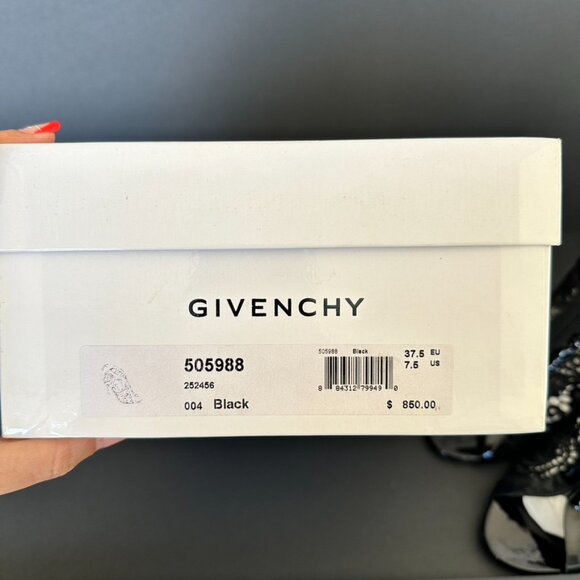 GIVENCHY
505988
252456
004 Black
505988 Black
8 84312 79949 0
37.5 EU
7.5 US
$ 850.00